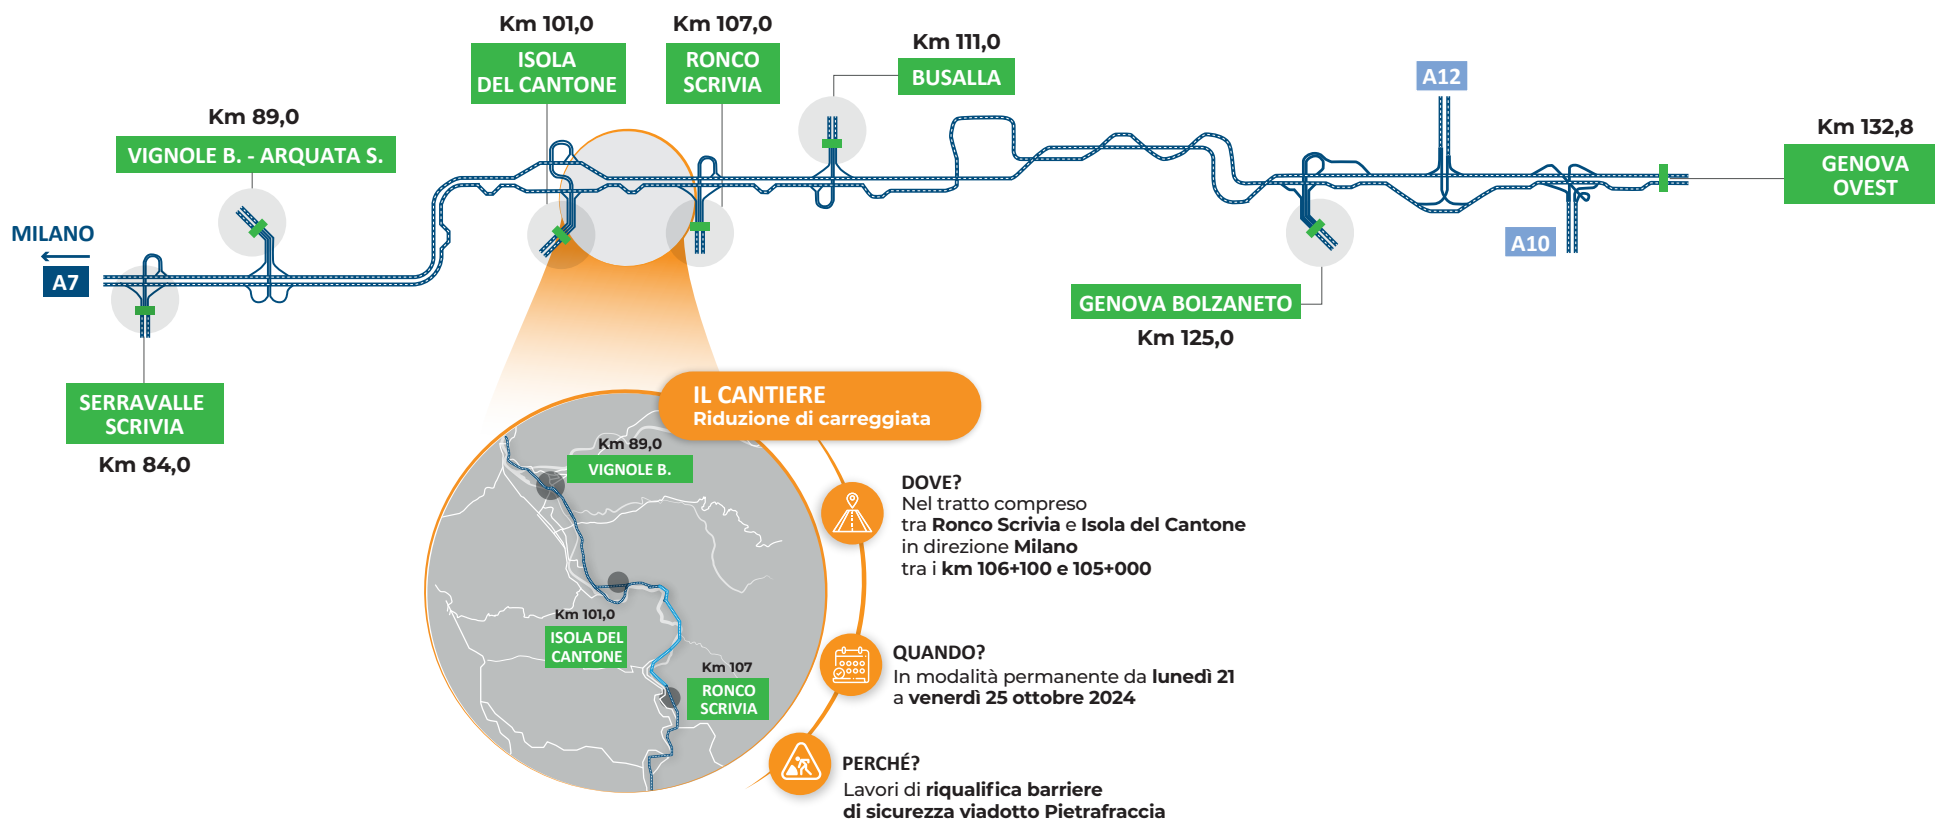 Km 101,0
ISOLA
DEL CANTONE
Km 107,0
RONCO
SCRIVIA
Km 111,0
BUSALLA
A12
Km 89,0
VIGNOLE B. - ARQUATA S.
Km 132,8
GENOVA
OVEST
MILANO
A7
A10
GENOVA BOLZANETO
Km 125,0
SERRAVALLE
SCRIVIA
Km 84,0
IL CANTIERE
Riduzione di carreggiata
Km 89,0
VIGNOLE B.
Km 101,0
ISOLA DEL
CANTONE
Km 107
RONCO
SCRIVIA
DOVE?
Nel tratto compreso
tra Ronco Scrivia e Isola del Cantone
in direzione Milano
tra i km 106+100 e 105+000
QUANDO?
In modalità permanente da lunedì 21
a venerdì 25 ottobre 2024
PERCHÉ?
Lavori di riqualifica barriere
di sicurezza viadotto Pietrafraccia